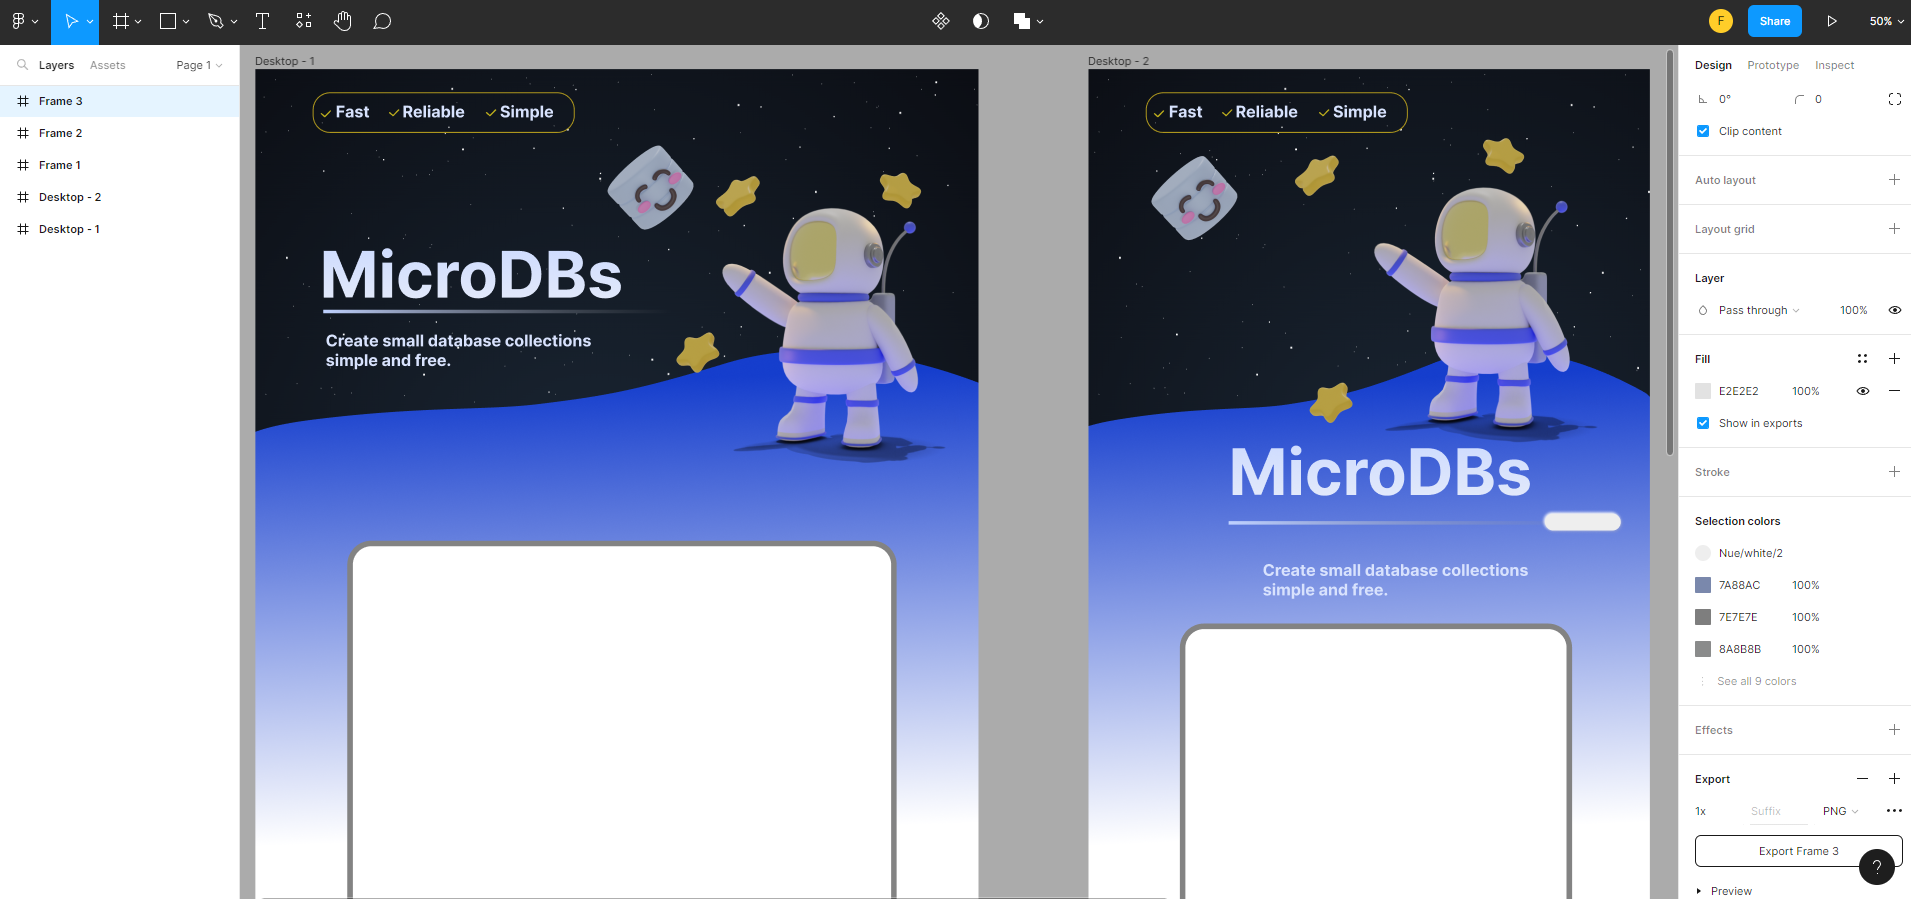 F
Share
50%
Layers
Assets
Page 1
Frame 3
Frame 2
Frame 1
Desktop - 2
Desktop - 1
Desktop - 1
Fast
Reliable
Simple
MicroDBs
Create small database collections
simple and free.
Desktop - 2
Fast
Reliable
Simple
MicroDBs
Create small database collections
simple and free.
Design
Prototype
Inspect
0°
0
Clip content
Auto layout
Layout grid
Layer
Pass through
100%
Fill
E2E2E2
100%
Show in exports
Stroke
Selection colors
Nue/white/2
7A88AC
100%
7E7E7E
100%
8A8B8B
100%
See all 9 colors
Effects
Export
1x
Suffix
PNG
Export Frame 3
?
Preview